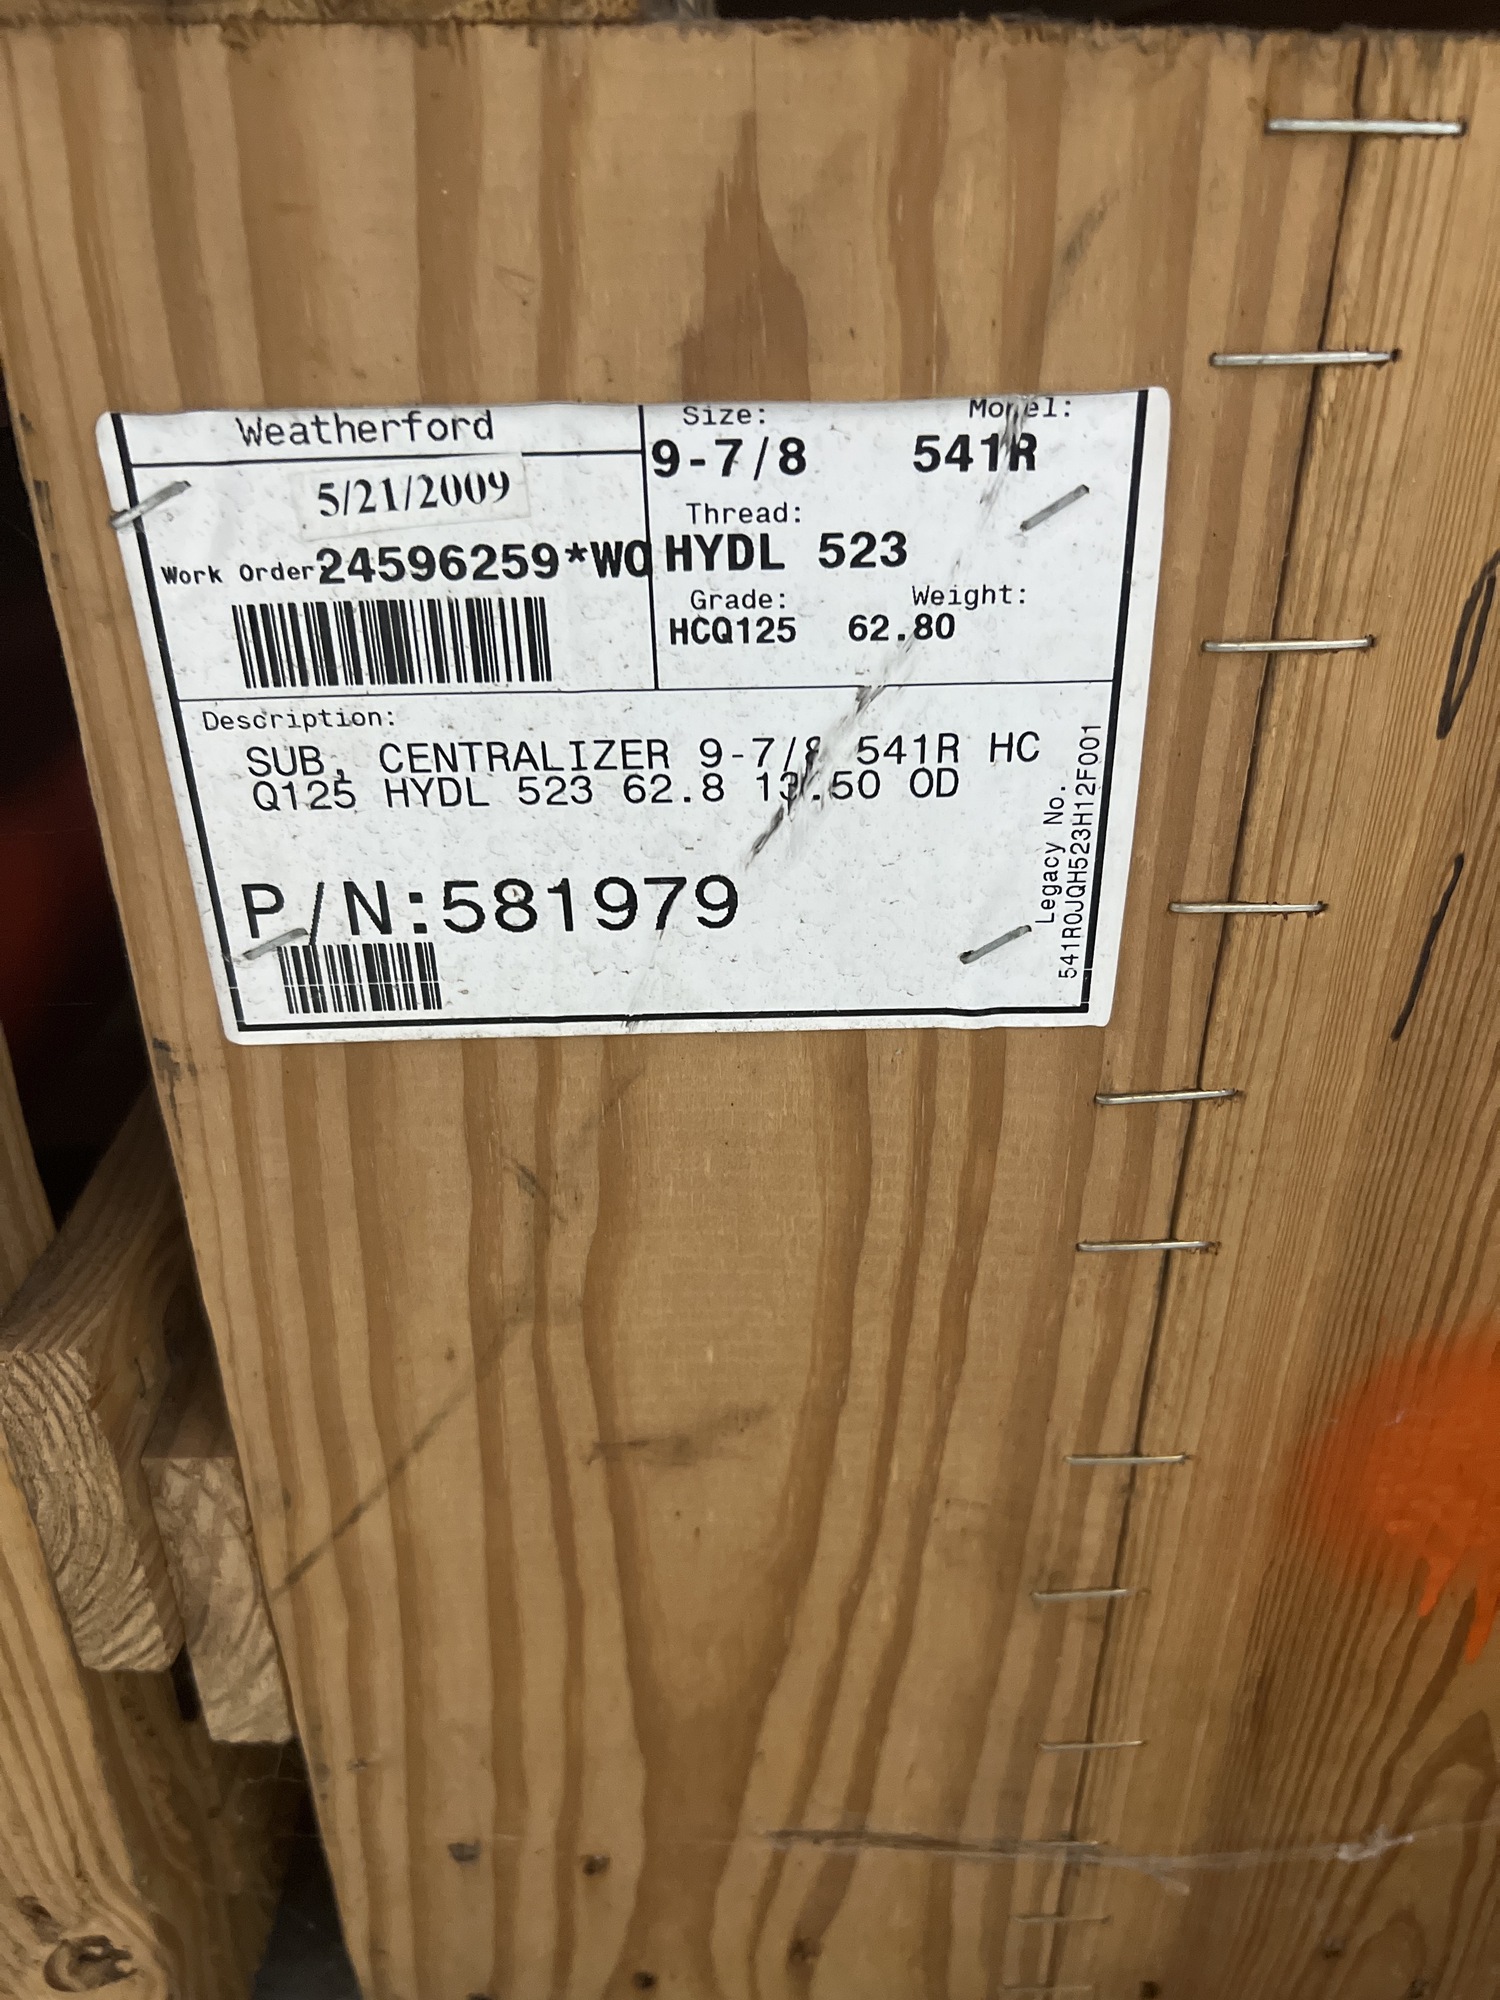 Weatherford
5/21/2009
Work Order: 24596259*WO
Size: Model:
9-7/8 541R
Thread:
HYDL 523
Grade: Weight:
HCQ125 62.80
Description:
SUB, CENTRALIZER 9-7/8 541R HC
Q125 HYDL 523 62.8 13.50 OD
P/N:581979
Legacy No.
541R0JQH523H12F001